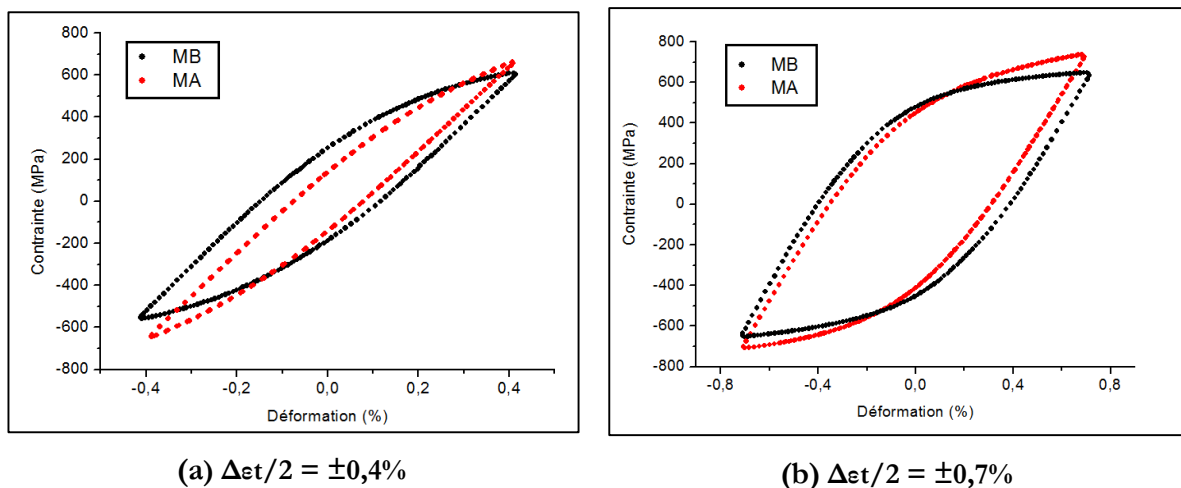 800
600
400
200
0
-200
-400
-600
-800
Contrainte (MPa)
MB
MA
-0,4
-0,2
0,0
0,2
0,4
Déformation (%)
(a) Δεt/2 = ±0,4%
800
600
400
200
0
-200
-400
-600
-800
Contrainte (MPa)
MB
MA
-0,8
-0,4
0,0
0,4
0,8
Déformation (%)
(b) Δεt/2 = ±0,7%